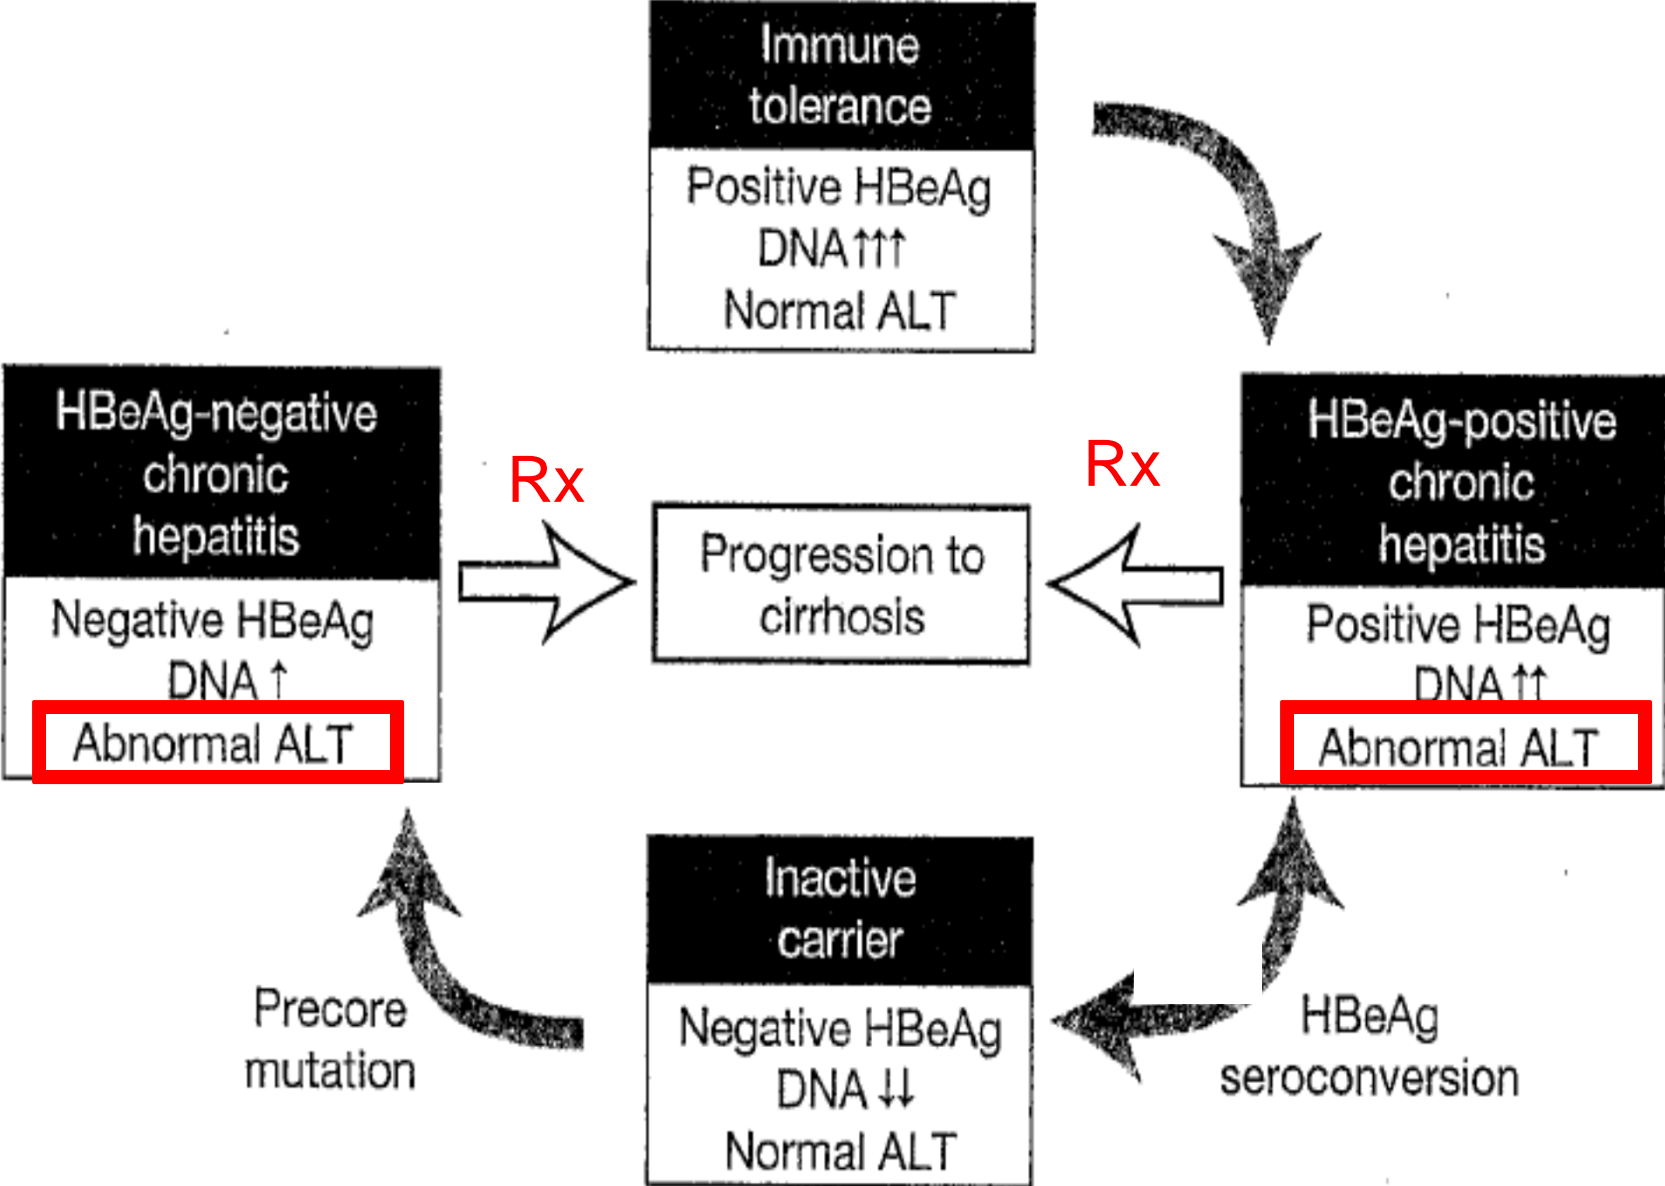 Immune
tolerance
Positive HBeAg
DNA↑↑↑
Normal ALT
HBeAg-negative
chronic
hepatitis
Negative HBeAg
DNA ↑
Abnormal ALT
Rx
Progression to
cirrhosis
Rx
HBeAg-positive
chronic
hepatitis
Positive HBeAg
DNA ↑↑
Abnormal ALT
Precore
mutation
Inactive
carrier
Negative HBeAg
DNA ↓↓
Normal ALT
HBeAg
seroconversion